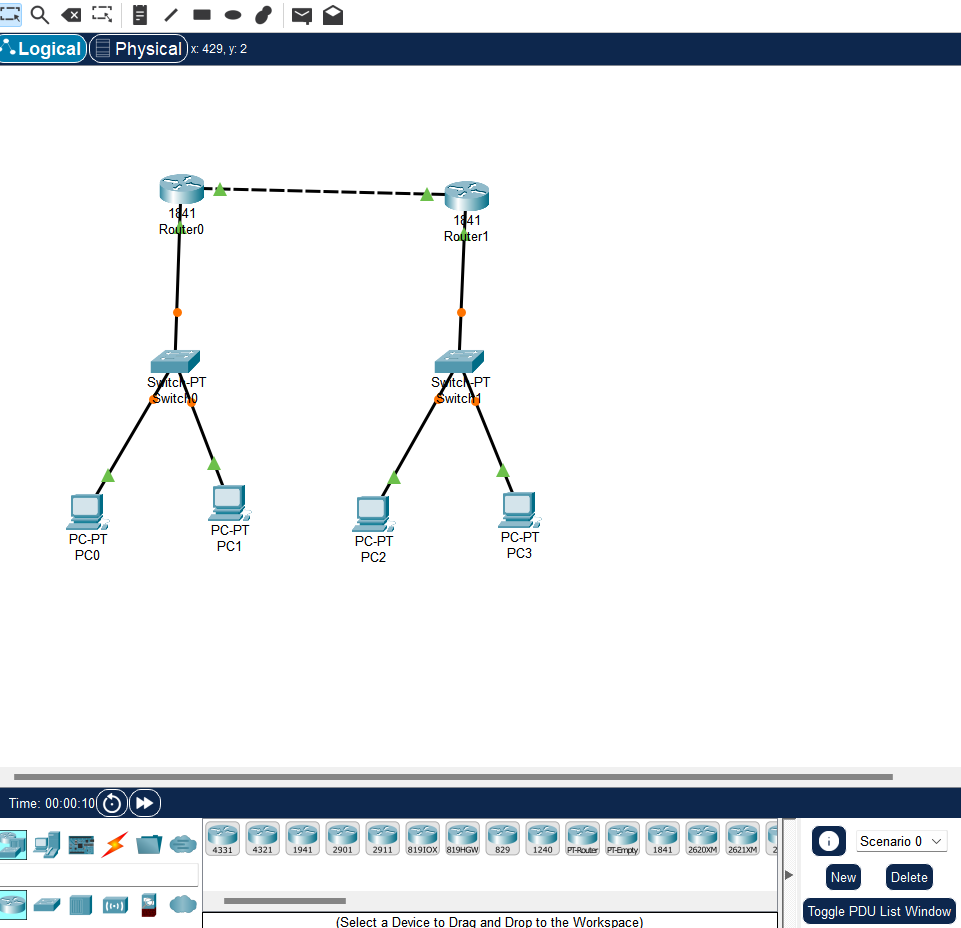 Logical
Physical
x: 429, y: 2
1841
Router0
1841
Router1
Switch-PT
Switch0
Switch-PT
Switch1
PC-PT
PC0
PC-PT
PC1
PC-PT
PC2
PC-PT
PC3
Time: 00:00:10
4331
4321
1941
2901
2911
819IOX
819HGW
829
1240
PT-Router
PT-Empty
1841
2620XM
2621XM
2
Scenario 0
New
Delete
Toggle PDU List Window
(Select a Device to Drag and Drop to the Workspace)